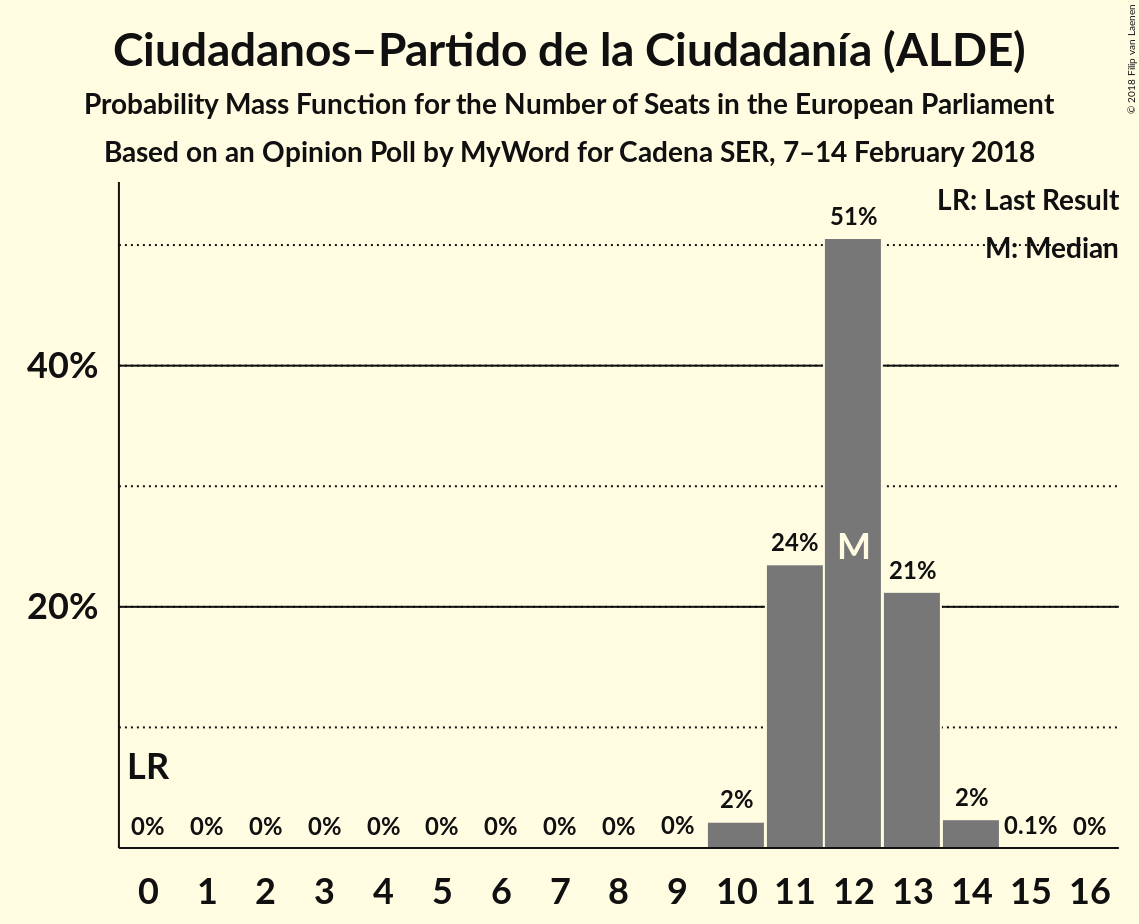 Ciudadanos–Partido de la Ciudadanía (ALDE)
Probability Mass Function for the Number of Seats in the European Parliament
Based on an Opinion Poll by MyWord for Cadena SER, 7–14 February 2018
© 2018 Filip van Laenen
LR: Last Result
M: Median
51%
40%
24%
M
21%
20%
LR
0% 0% 0% 0% 0% 0% 0% 0% 0% 0% 2% 2% 0.1% 0%
0 1 2 3 4 5 6 7 8 9 10 11 12 13 14 15 16